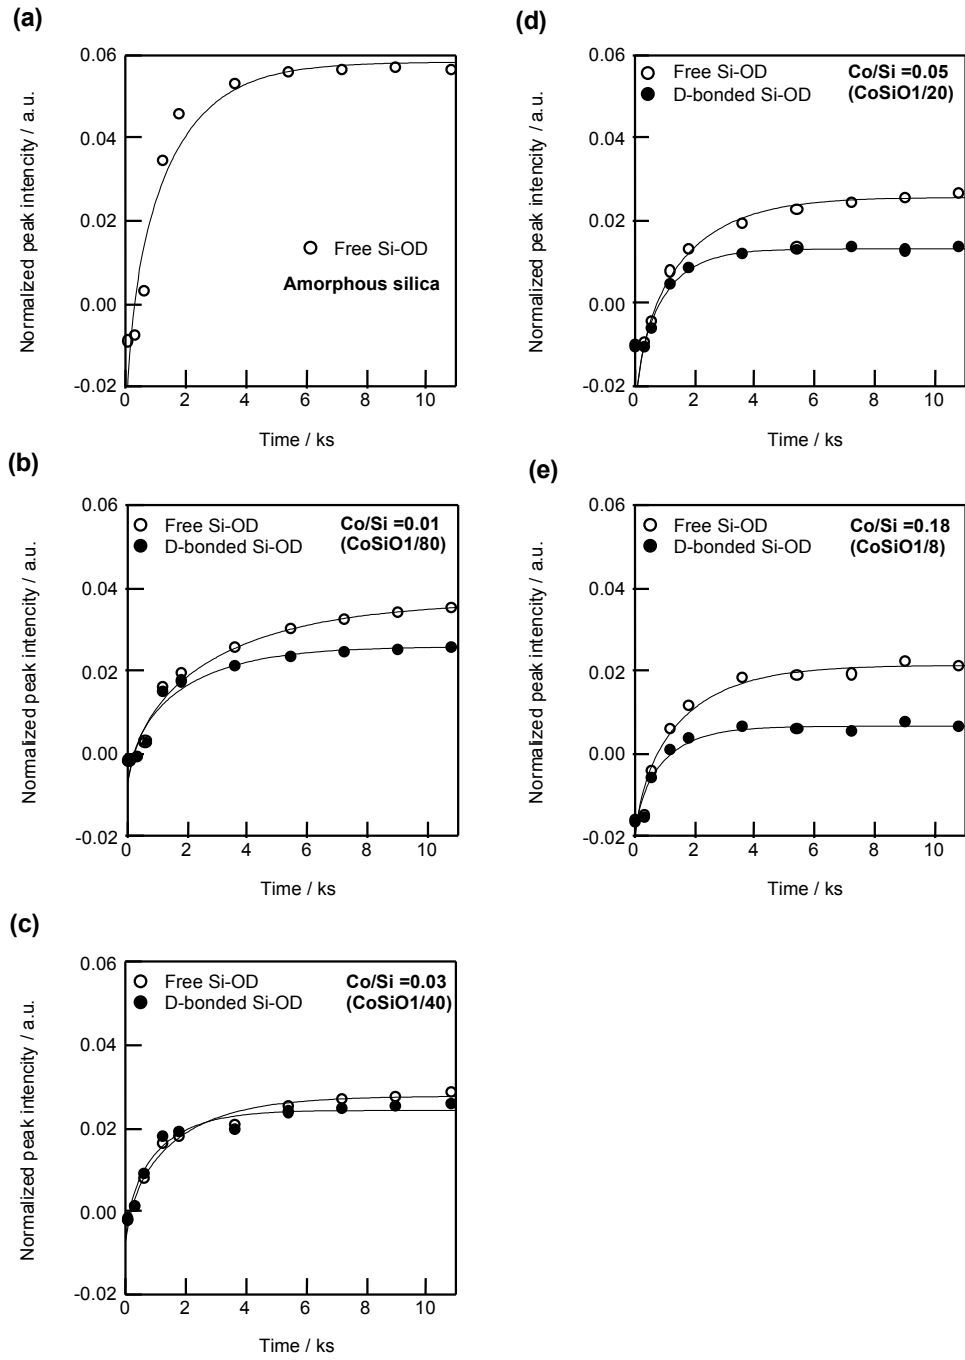 (a)
Normalized peak intencity / a.u.
0.06
0.04
0.02
0.00
-0.02
Free Si-OD
Amorphous silica
0 2 4 6 8 10
Time / ks
(b)
Normalized peak intencity / a.u.
0.06
0.04
0.02
0.00
-0.02
Free Si-OD
D-bonded Si-OD
Co/Si =0.01
(CoSiO1/80)
0 2 4 6 8 10
Time / ks
(c)
Normalized peak intencity / a.u.
0.06
0.04
0.02
0.00
-0.02
Free Si-OD
D-bonded Si-OD
Co/Si =0.03
(CoSiO1/40)
0 2 4 6 8 10
Time / ks
(d)
Normalized peak intencity / a.u.
0.06
0.04
0.02
0.00
-0.02
Free Si-OD
D-bonded Si-OD
Co/Si =0.05
(CoSiO1/20)
0 2 4 6 8 10
Time / ks
(e)
Normalized peak intencity / a.u.
0.06
0.04
0.02
0.00
-0.02
Free Si-OD
D-bonded Si-OD
Co/Si =0.18
(CoSiO1/8)
0 2 4 6 8 10
Time / ks